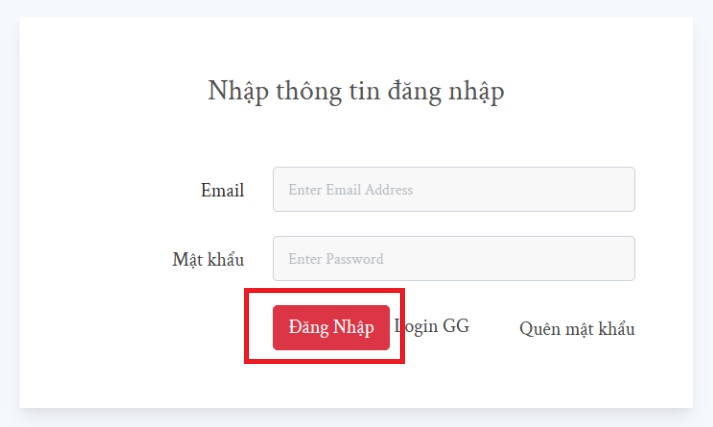 Nhập thông tin đăng nhập
Email Enter Email Address
Mật khẩu Enter Password
Đăng Nhập Login GG Quên mật khẩu